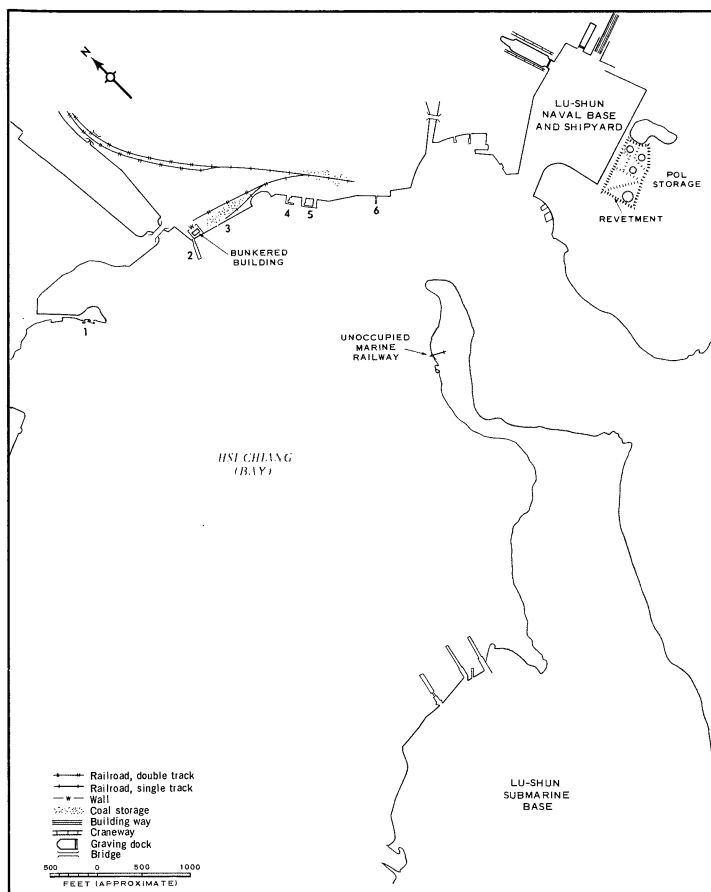 N
LU-SHUN
NAVAL BASE
AND SHIPYARD
POL
STORAGE
REVETMENT
4
5
6
3
W
2
BUNKERED
BUILDING
1
UNOCCUPIED
MARINE
RAILWAY
HSI CHIANG
(BAY)
LU-SHUN
SUBMARINE
BASE
Railroad, double track
Railroad, single track
W Wall
Coal storage
Building way
Craneway
Graving dock
Bridge
500 0 500 1000
FEET (APPROXIMATE)